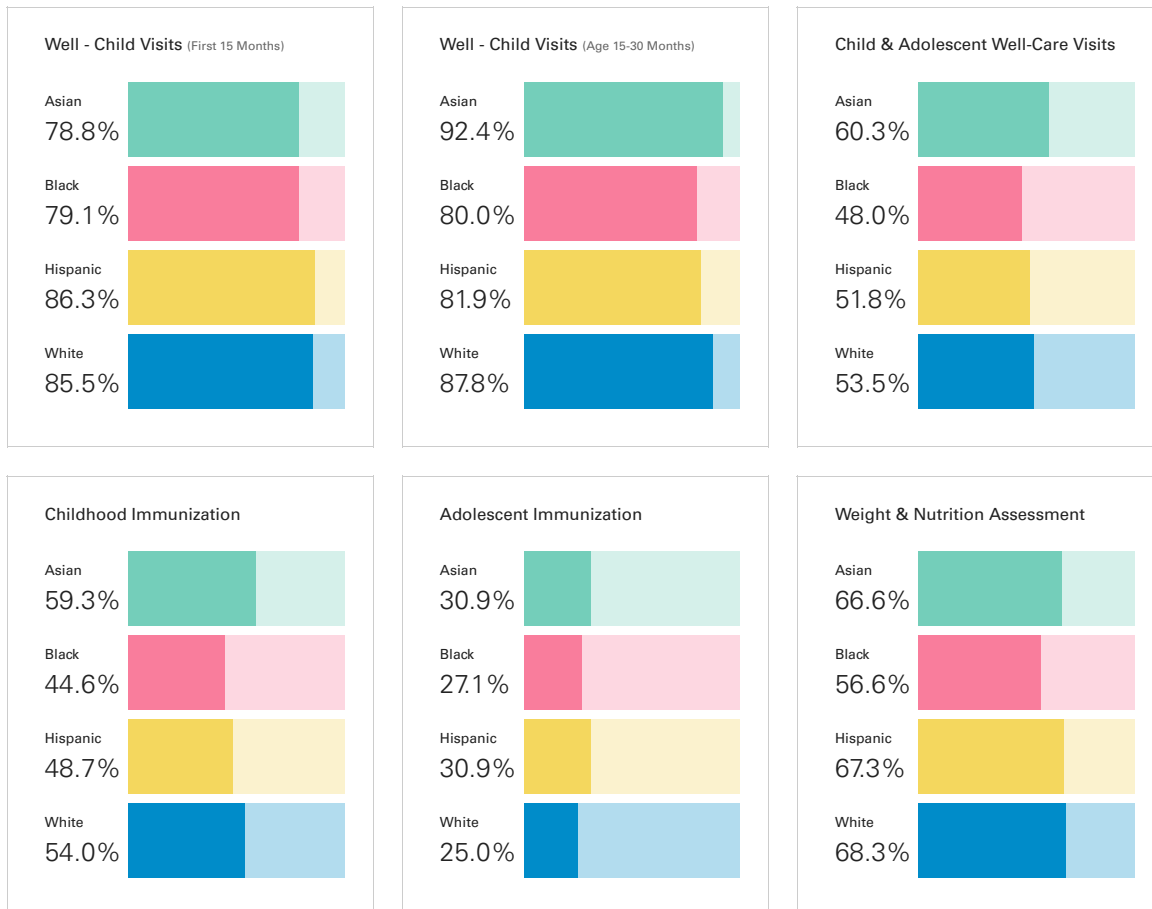 Well - Child Visits (First 15 Months)
Asian
78.8%
Black
79.1%
Hispanic
86.3%
White
85.5%
Well - Child Visits (Age 15-30 Months)
Asian
92.4%
Black
80.0%
Hispanic
81.9%
White
87.8%
Child & Adolescent Well-Care Visits
Asian
60.3%
Black
48.0%
Hispanic
51.8%
White
53.5%
Childhood Immunization
Asian
59.3%
Black
44.6%
Hispanic
48.7%
White
54.0%
Adolescent Immunization
Asian
30.9%
Black
27.1%
Hispanic
30.9%
White
25.0%
Weight & Nutrition Assessment
Asian
66.6%
Black
56.6%
Hispanic
67.3%
White
68.3%